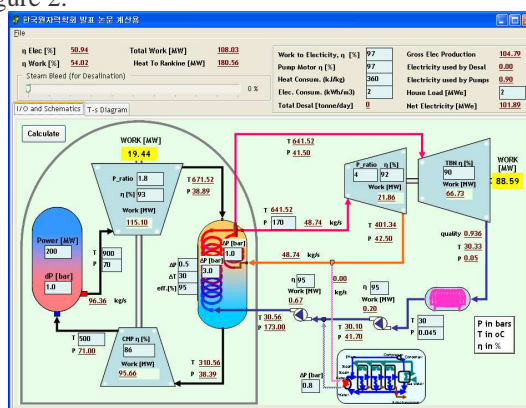 gure 2.
한국원자력학회 발표 논문 계산용
File
η Elec [%] 50.94 Total Work [MW] 108.03
η Work [%] 54.02 Heat To Rankine [MW] 180.56
Steam Bleed (for Desalination)
0 %
Work to Electricity, η [%] 97 Gross Elec Production 104.79
Pump Motor η [%] 97 Electricity used by Desal 0.00
Heat Consum. (kJ/kg) 360 Electricity used by Pumps 0.90
Elec. Consum. (kWh/m3) 2 House Load [MWe] 2
Total Desal [tonne/day] 0 Net Electricity [MWe] 101.89
I/O and Schematics T-s Diagram
Calculate
WORK [MW]
19.44
P_ratio 1.8
η [%] 93
Work [MW]
115.10
T 671.52
P 38.89
T 641.52
P 41.50
P_ratio η [%]
4 92
Work [MW]
21.86
TBN η [%]
90
Work [MW]
66.73
WORK
[MW]
88.59
Power [MW]
200
dP [bar]
1.0
T 900
P 70
96.36 kg/s
T 500
P 71.00
CMP η [%]
86
Work [MW]
95.66
T 310.56
P 38.39
ΔP 0.5
ΔT 30
eff.[%] 95
ΔP [bar]
3.0
ΔP [bar]
1.0
T 641.52
P 170 48.74 kg/s
48.74 kg/s
T 401.34
P 42.50
quality 0.936
T 30.33
P 0.05
0.00
kg/s
η 95
0.67
η 95
0.20
T 30.56
P 173.00
T 30.10
P 41.70
T 30
P 0.045
ΔP [bar]
0.8
P in bars
T in oC
η in %